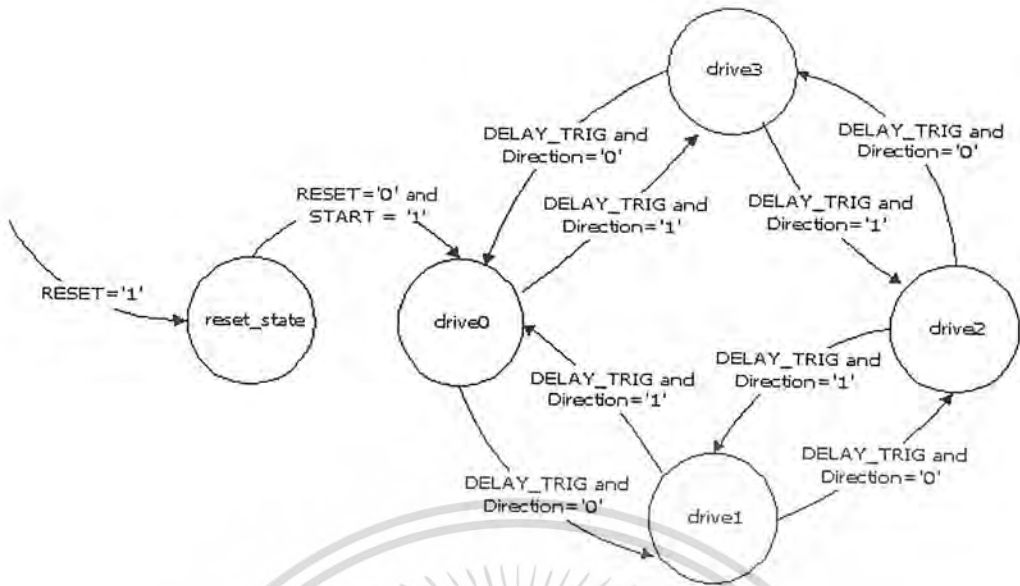 drive3
DELAY_TRIG and
Direction='0'
DELAY_TRIG and
Direction='0'
RESET='0' and
START = '1'
DELAY_TRIG and
Direction='1'
DELAY_TRIG and
Direction='1'
RESET='1'
reset_state
drive0
drive2
DELAY_TRIG and
Direction='1'
DELAY_TRIG and
Direction='1'
DELAY_TRIG and
Direction='0'
DELAY_TRIG and
Direction='0'
drive1